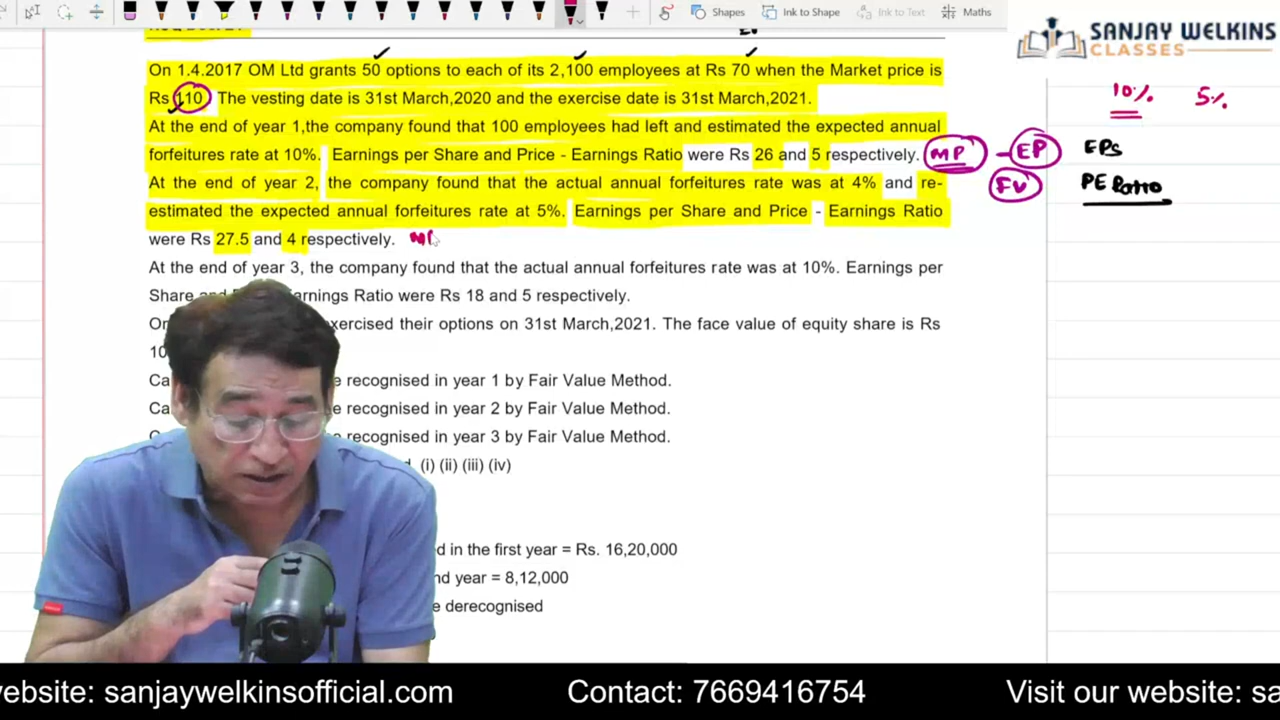 Shapes Ink to Shape Ink to Text Maths
SANJAY WELKINS
CLASSES
On 1.4.2017 OM Ltd grants 50 options to each of its 2,100 employees at Rs 70 when the Market price is
Rs 110 The vesting date is 31st March,2020 and the exercise date is 31st March,2021.
At the end of year 1,the company found that 100 employees had left and estimated the expected annual
forfeitures rate at 10%. Earnings per Share and Price - Earnings Ratio were Rs 26 and 5 respectively.
At the end of year 2, the company found that the actual annual forfeitures rate was at 4% and re-
estimated the expected annual forfeitures rate at 5%. Earnings per Share and Price - Earnings Ratio
were Rs 27.5 and 4 respectively.
At the end of year 3, the company found that the actual annual forfeitures rate was at 10%. Earnings per
Share and arnings Ratio were Rs 18 and 5 respectively.
exercised their options on 31st March,2021. The face value of equity share is Rs
10
Ca e recognised in year 1 by Fair Value Method.
Ca e recognised in year 2 by Fair Value Method.
e recognised in year 3 by Fair Value Method.
(i) (ii) (iii) (iv)
d in the first year = Rs. 16,20,000
nd year = 8,12,000
e derecognised
10% 5%
MP - EP EPS
FV PE Ratio
ebsite: sanjaywelkinsofficial.com Contact: 7669416754 Visit our website: sa